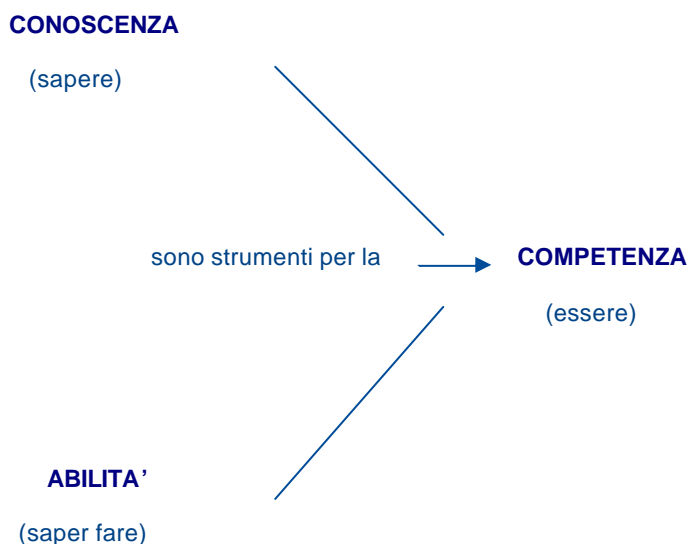 CONOSCENZA
(sapere)
sono strumenti per la
COMPETENZA
(essere)
ABILITA’
(saper fare)